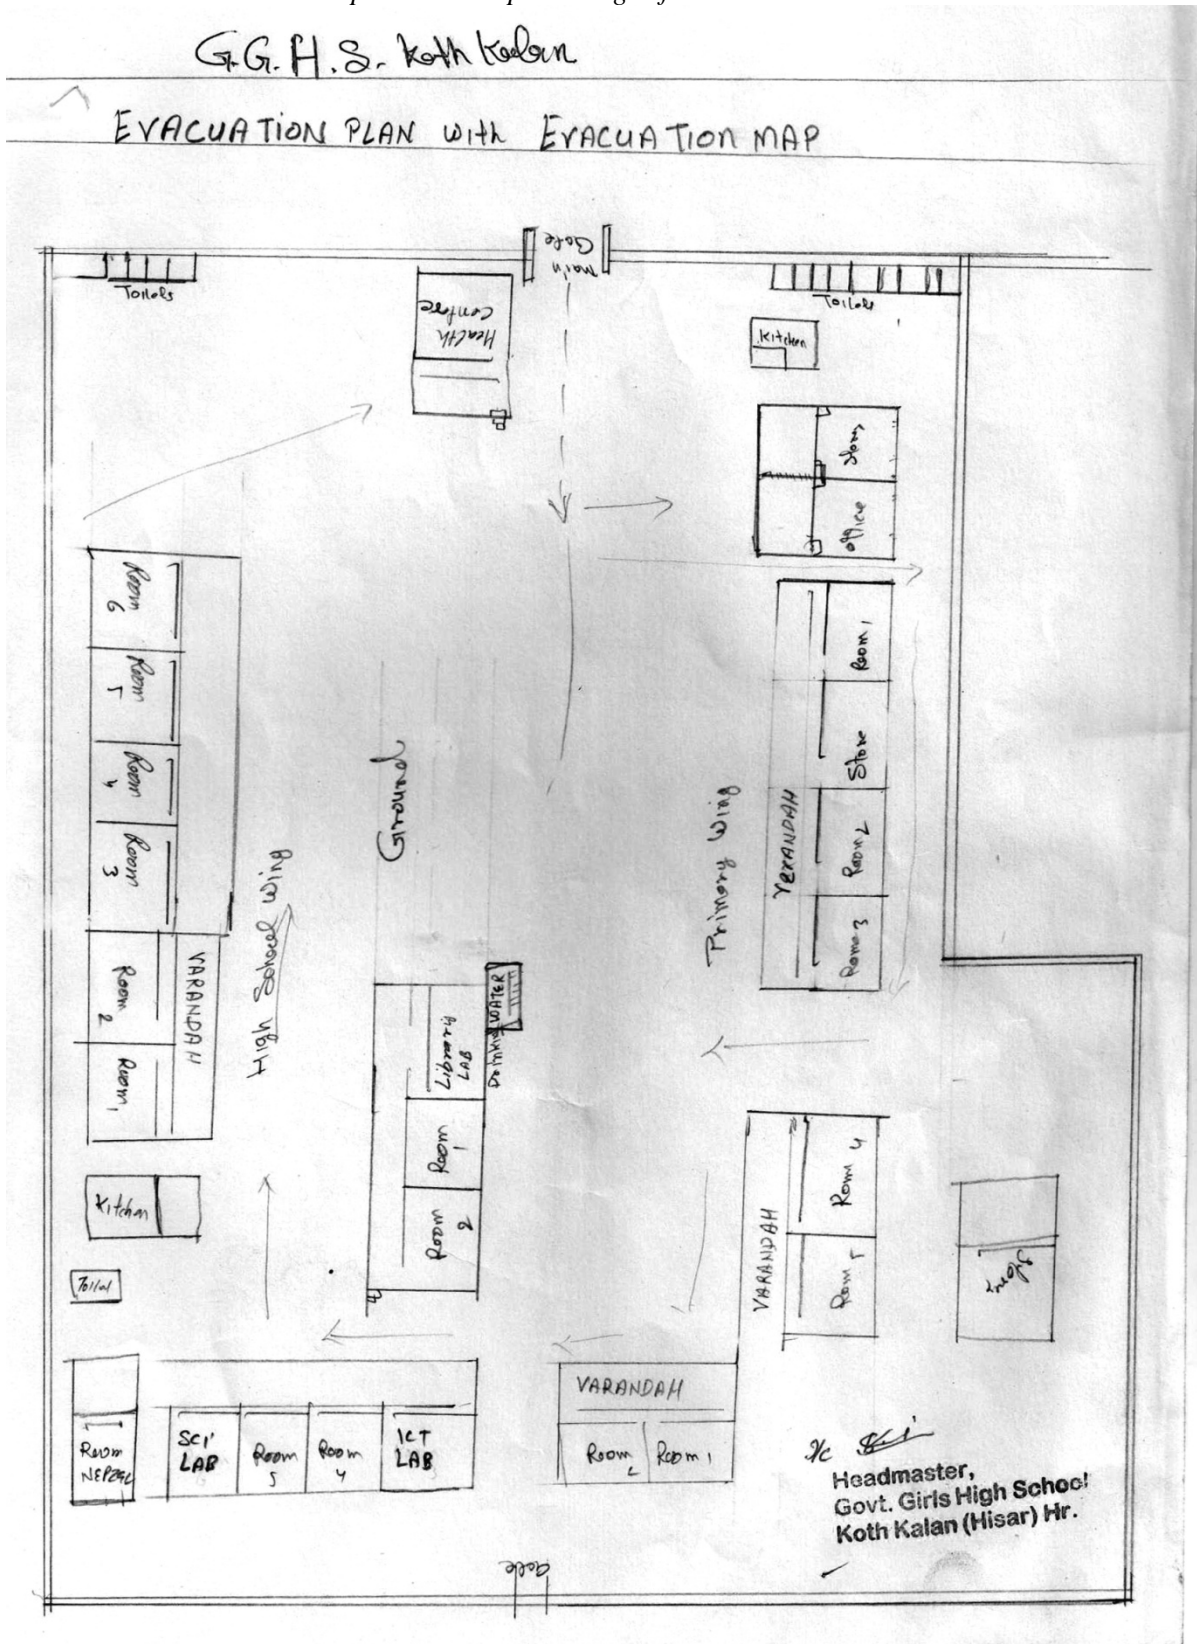 G.G.H.S. Koth Kalan
EVACUATION PLAN with EVACUATION MAP
Main
Gate
Toilets
Toilets
Health
Centre
Kitchen
Store
Office
Room 6
Room 5
Room 4
Room 3
Room 2
Room 1
VARANDAH
High School Wing
Ground
Primary Wing
VERANDAH
Room 1
Store
Room 2
Room 3
Drinking WATER
Library
LAB
Room 1
Room 2
Kitchen
Toilet
VARANDAH
Room 4
Room 5
Store
Room
SCI
LAB
Room
5
Room
4
ICT
LAB
VARANDAH
Room 2
Room 1
Gate
Headmaster,
Govt. Girls High School
Koth Kalan (Hisar) Hr.